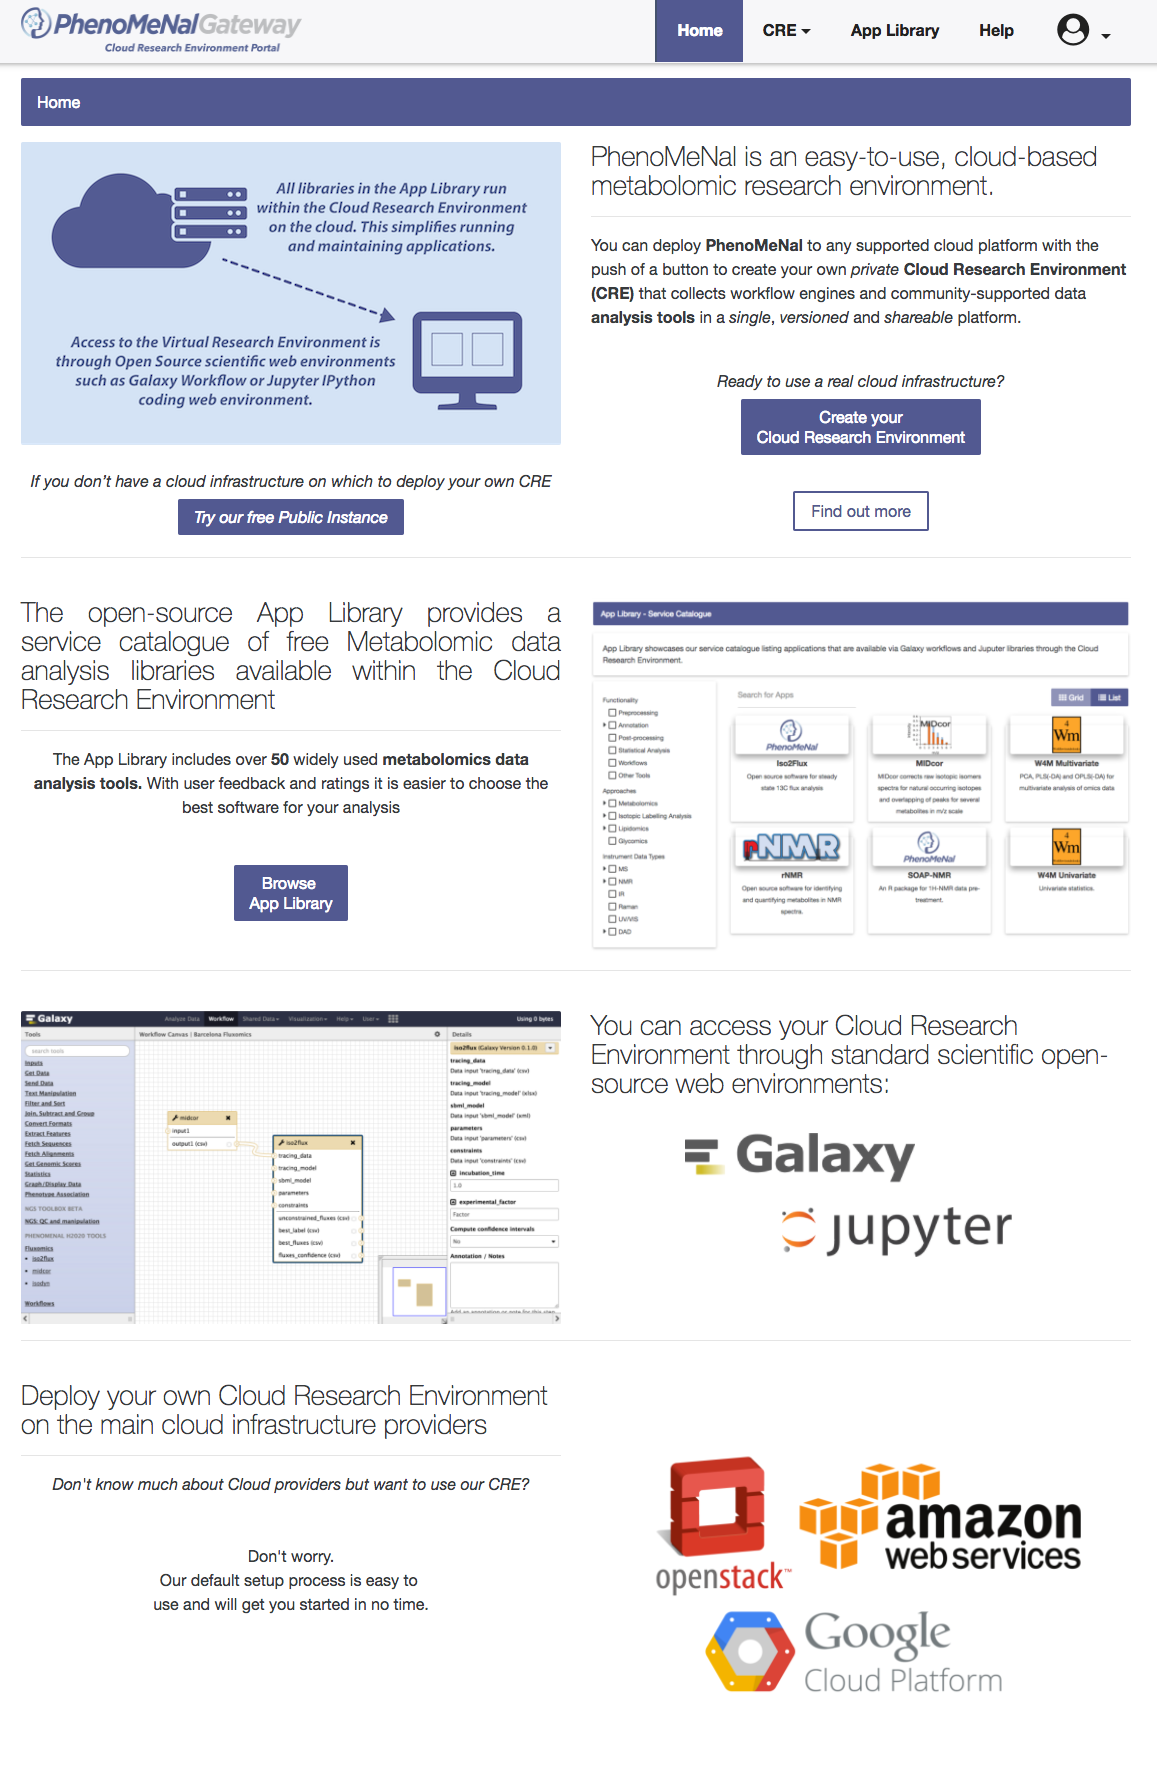 PhenoMeNalGateway
Cloud Research Environment Portal
Home
CRE
App Library
Help
Home
All libraries in the App Library run
within the Cloud Research Environment
on the cloud. This simplifies running
and maintaining applications.
Access to the Virtual Research Environment is
through Open Source scientific web environments
such as Galaxy Workflow or Jupyter IPython
coding web environment.
If you don't have a cloud infrastructure on which to deploy your own CRE
Try our free Public Instance
PhenoMeNal is an easy-to-use, cloud-based
metabolomic research environment.
You can deploy PhenoMeNal to any supported cloud platform with the
push of a button to create your own private Cloud Research Environment
(CRE) that collects workflow engines and community-supported data
analysis tools in a single, versioned and shareable platform.
Ready to use a real cloud infrastructure?
Create your
Cloud Research Environment
Find out more
The open-source App Library provides a
service catalogue of free Metabolomic data
analysis libraries available within the Cloud
Research Environment
The App Library includes over 50 widely used metabolomics data
analysis tools. With user feedback and ratings it is easier to choose the
best software for your analysis
Browse
App Library
App Library - Service Catalogue
App Library showcases our service catalogue listing applications that are available via Galaxy workflows and Jupyter libraries through the Cloud
Research Environment.
Functionality
Preprocessing
Annotation
Post-processing
Statistical Analysis
Workflows
Other Tools
Approaches
Metabolomics
Isotopic Labelling Analysis
Lipidomics
Glycomics
Instrument Data Types
MS
NMR
IR
Raman
UV/VIS
DAD
Search for Apps
Grid
List
PhenoMeNal
Iso2Flux
Open source software for steady
state 13C flux analysis
MIDcor
MIDcor
MIDcor corrects raw isotopic isomers
spectra for natural occurring isotopes
and overlapping of peaks for several
metabolites in m/z scale
4
Wm
W4M Multivariate
PCA, PLS(-DA) and OPLS(-DA) for
multivariate analysis of omics data
rNMR
rNMR
Open source software for identifying
and quantifying metabolites in NMR
spectra.
PhenoMeNal
SOAP-NMR
An R package for 1H-NMR data pre-
treatment.
4
Wm
W4M Univariate
Univariate statistics.
Galaxy
Analyze Data
Workflow
Shared Data
Visualization
Help
User
Using 0 bytes
Tools
search tools
Inputs
Get Data
Send Data
Text Manipulation
Filter and Sort
Join, Subtract and Group
Convert Formats
Extract Features
Fetch Sequences
Fetch Alignments
Get Genomic Scores
Statistics
Graph/Display Data
Phenotype Association
NGS TOOLBOX BETA
NGS: QC and manipulation
PHENOMENAL H2020 TOOLS
Fluxomics
iso2flux
midcor
isodyn
Workflows
Workflow Canvas | Barcelona Fluxomics
midcor
input1
output1 (csv)
iso2flux
tracing_data
tracing_model
sbml_model
parameters
constraints
unconstrained_fluxes (csv)
best_label (csv)
best_fluxes (csv)
fluxes_confidence (csv)
Details
iso2flux (Galaxy Version 0.1.0)
tracing_data
Data input 'tracing_data' (csv)
tracing_model
Data input 'tracing_model' (xlsx)
sbml_model
Data input 'sbml_model' (xml)
parameters
Data input 'parameters' (csv)
constraints
Data input 'constraints' (csv)
incubation_time
1.0
experimental_factor
Factor
Compute confidence intervals
No
Annotation / Notes
Add an annotation or note for this step
You can access your Cloud Research
Environment through standard scientific open-
source web environments:
Galaxy
jupyter
Deploy your own Cloud Research Environment
on the main cloud infrastructure providers
Don't know much about Cloud providers but want to use our CRE?
Don't worry.
Our default setup process is easy to
use and will get you started in no time.
openstack™
amazon
web services
Google
Cloud Platform